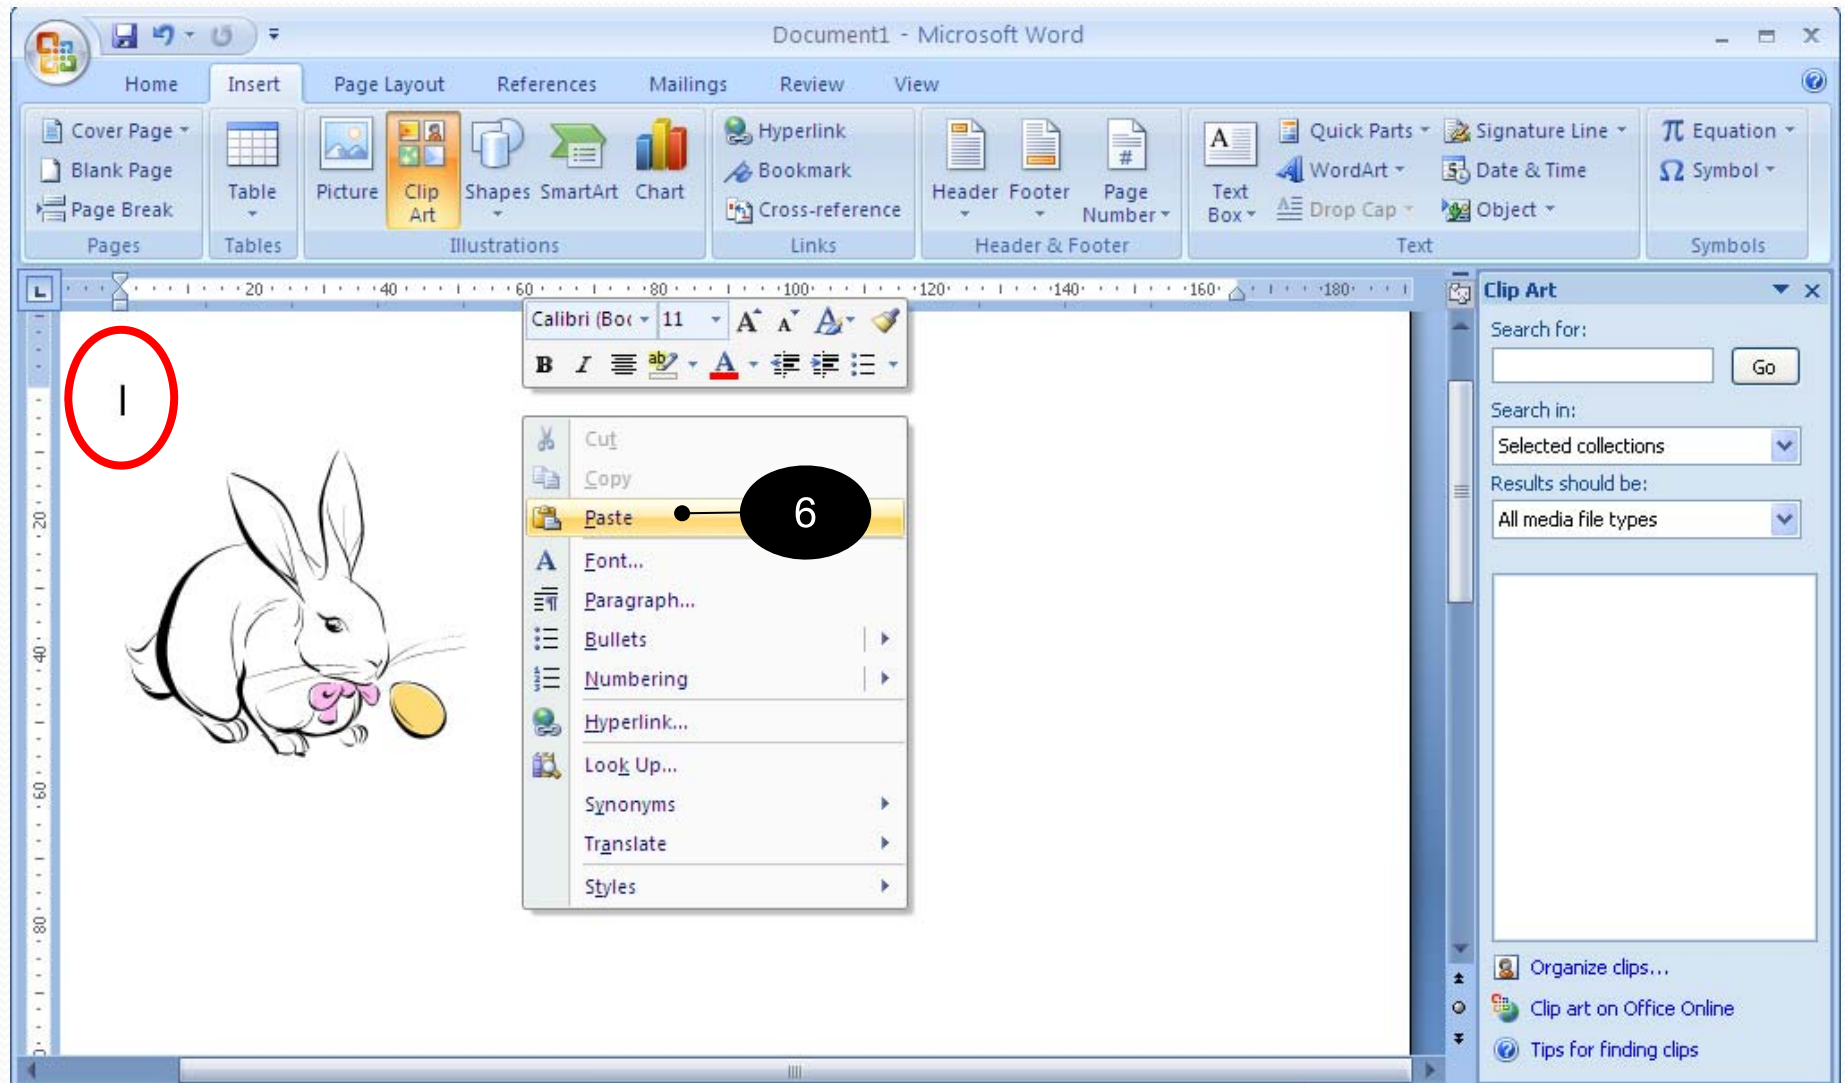 Document1 - Microsoft Word
Home Insert Page Layout References Mailings Review View
Cover Page
Blank Page
Page Break
Pages
Table
Tables
Picture
Clip Art
Shapes
SmartArt
Chart
Illustrations
Hyperlink
Bookmark
Cross-reference
Links
Header
Footer
Page Number
Header & Footer
A
Text Box
Quick Parts
WordArt
Drop Cap
Signature Line
Date & Time
Object
Text
π Equation
Ω Symbol
Symbols
L
20 40 60 80 100 120 140 160 180
Calibri (Bo
11
A A A
B I ab A
Cut
Copy
Paste
6
A Font...
Paragraph...
Bullets
Numbering
Hyperlink...
Look Up...
Synonyms
Translate
Styles
20
40
60
80
Clip Art
Search for:
Go
Search in:
Selected collections
Results should be:
All media file types
Organize clips...
Clip art on Office Online
Tips for finding clips